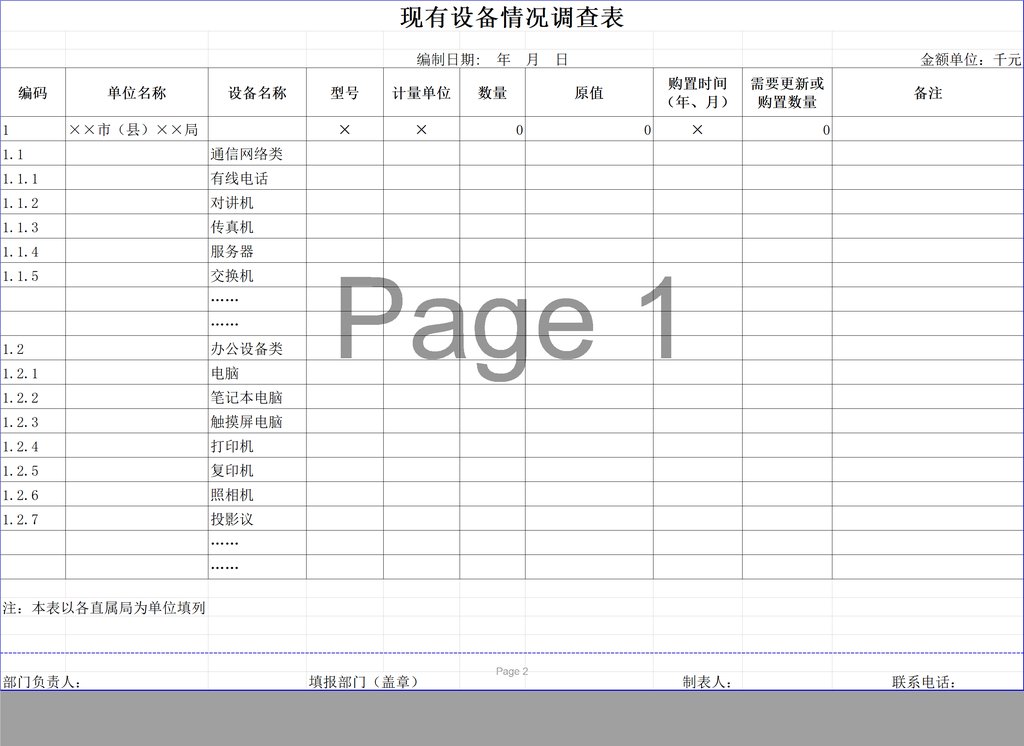 现有设备情况调查表
编制日期: 年 月 日 金额单位：千元
编码 单位名称 设备名称 型号 计量单位 数量 原值 购置时间（年、月） 需要更新或购置数量 备注
1 ××市（县）××局 × × 0 0 × 0
1.1 通信网络类
1.1.1 有线电话
1.1.2 对讲机
1.1.3 传真机
1.1.4 服务器
1.1.5 交换机
……
……
Page 1
1.2 办公设备类
1.2.1 电脑
1.2.2 笔记本电脑
1.2.3 触摸屏电脑
1.2.4 打印机
1.2.5 复印机
1.2.6 照相机
1.2.7 投影议
……
……
注：本表以各直属局为单位填列
Page 2
部门负责人： 填报部门（盖章） 制表人： 联系电话：